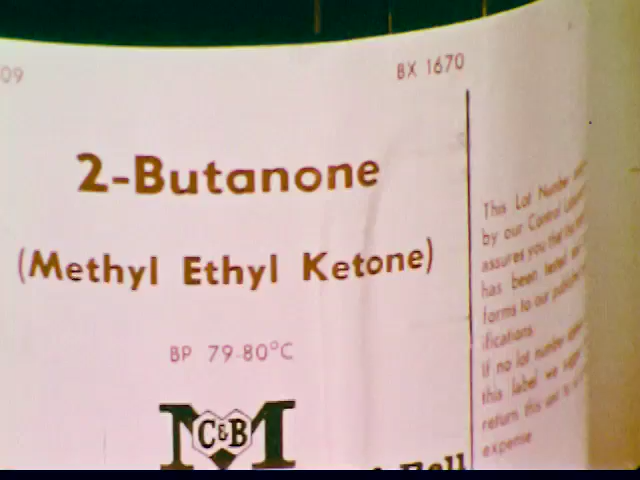 09
BX 1670
2-Butanone
(Methyl Ethyl Ketone)
BP 79-80°C
C&B
M
This Lot Number
by our Control
assures you that
has been tested
forms to our
ifications
If no lot number
this label we
return this
expense